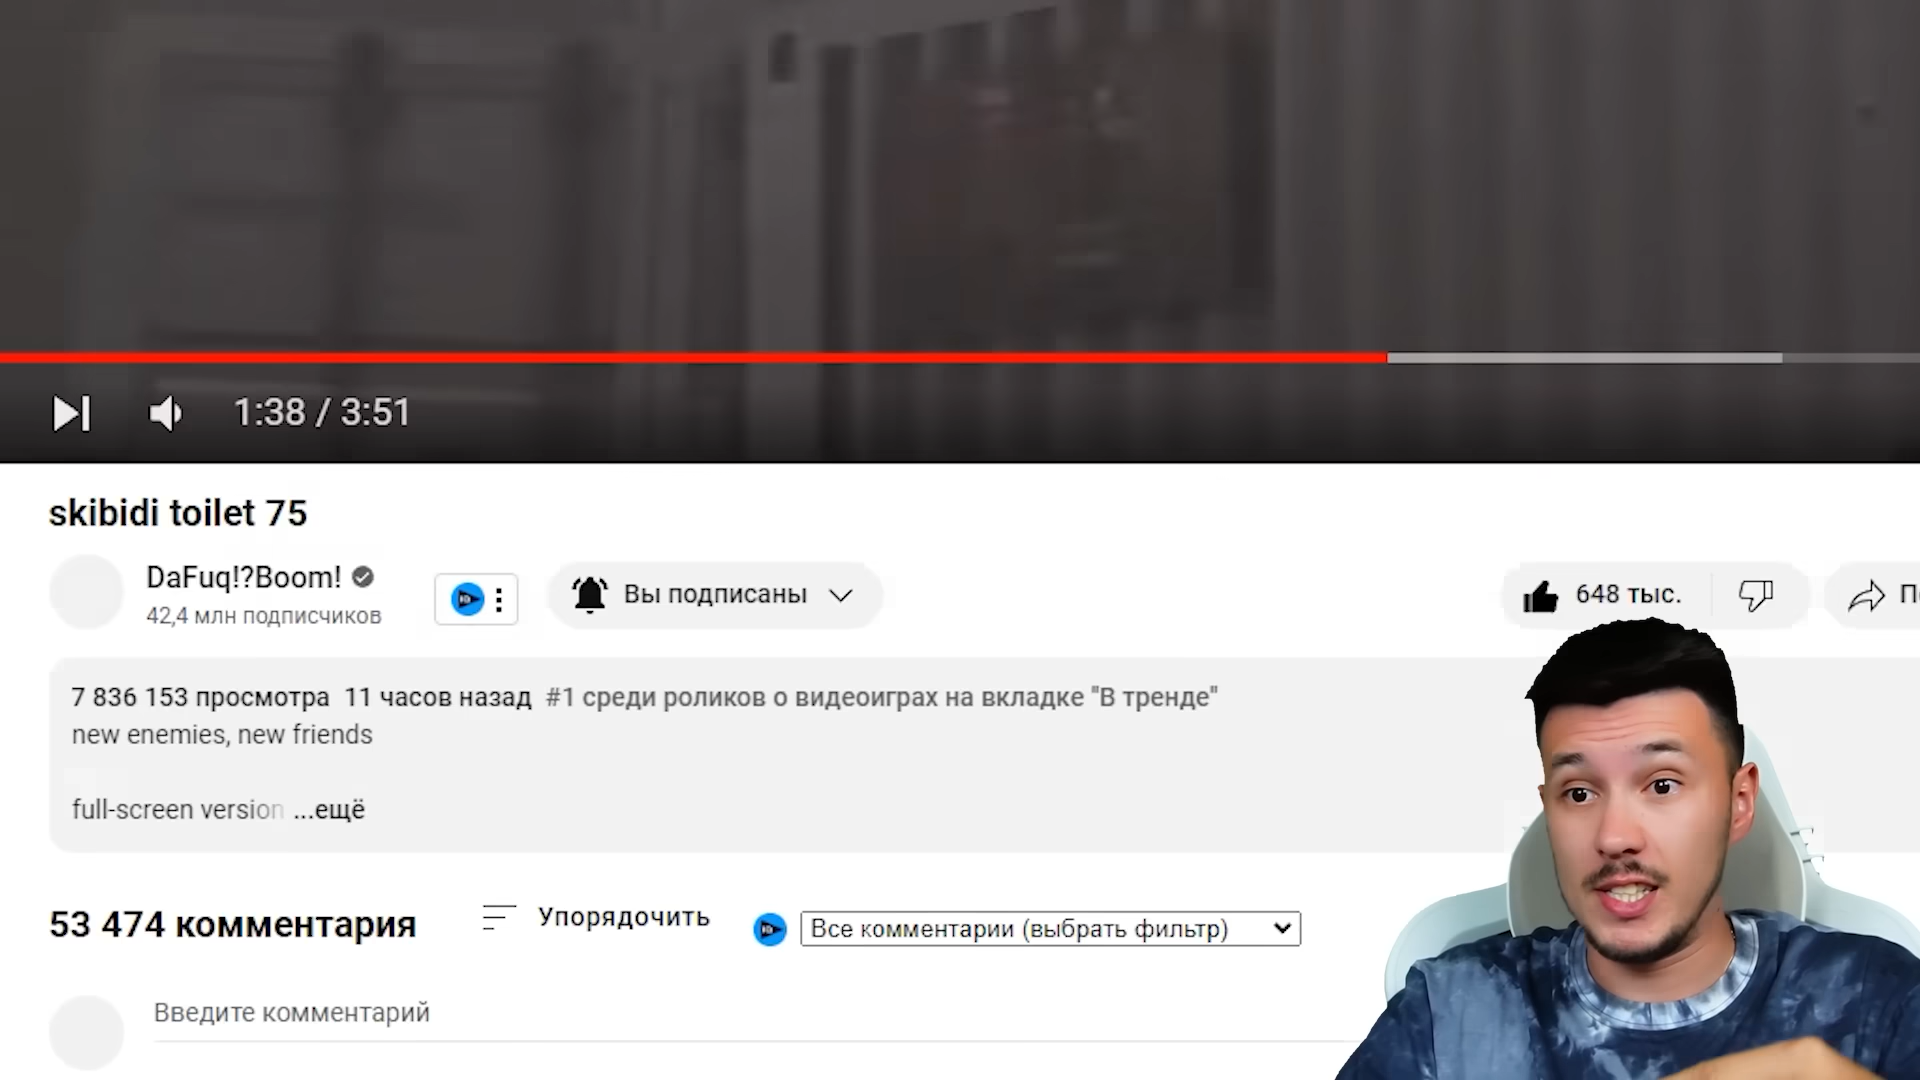 1:38 / 3:51
skibidi toilet 75
DaFuq!?Boom!
42,4 млн подписчиков
Вы подписаны
648 тыс.
7 836 153 просмотра 11 часов назад #1 среди роликов о видеоиграх на вкладке "В тренде"
new enemies, new friends
full-screen version ...ещё
53 474 комментария
Упорядочить
Все комментарии (выбрать фильтр)
Введите комментарий